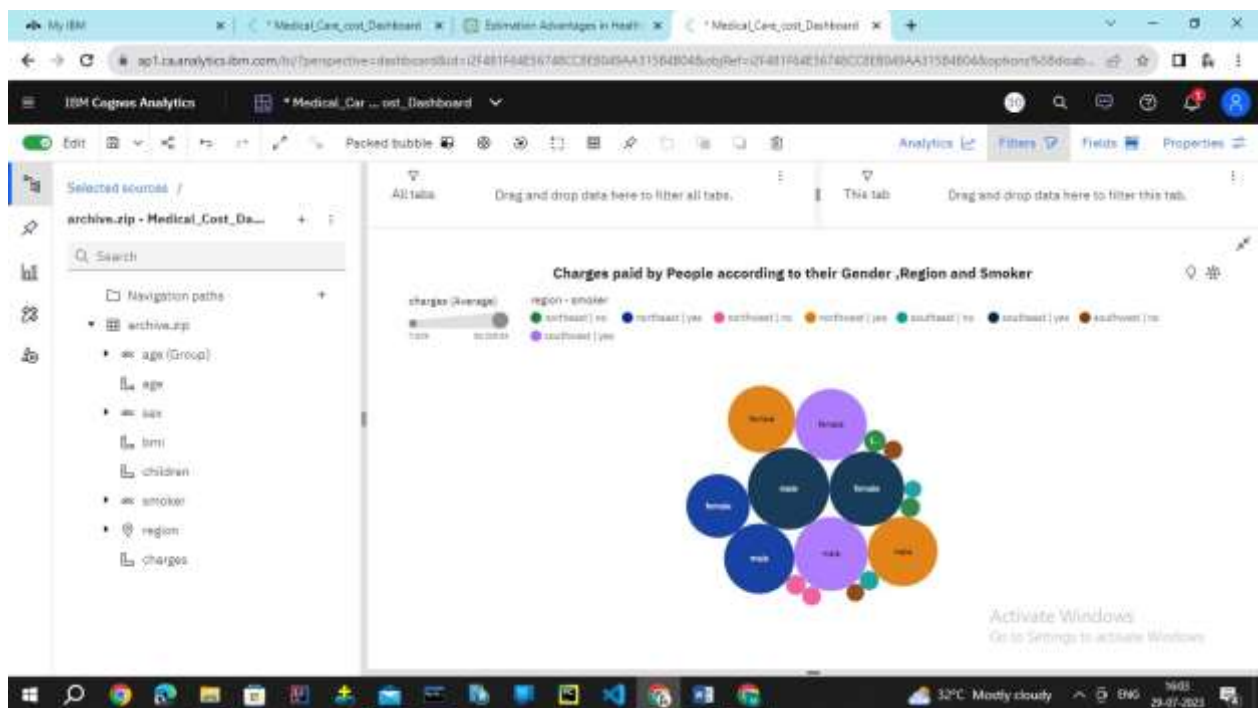 My IBM
* Medical_Care_cost_Dashboard
Estimation Advantages in Health
* Medical_Care_cost_Dashboard
IBM Cognos Analytics
* Medical_Car ... ost_Dashboard
Edit
Packed bubble
Analytics
Filters
Fields
Properties
Selected sources /
archive.zip - Medical_Cost_Da...
Search
Navigation paths
archive.zip
abc age (Group)
age
abc sex
bmi
children
abc smoker
region
charges
All tabs
Drag and drop data here to filter all tabs.
This tab
Drag and drop data here to filter this tab.
Charges paid by People according to their Gender ,Region and Smoker
charges (Average)
region - smoker
northeast | no
northeast | yes
northwest | no
northwest | yes
southeast | no
southeast | yes
southwest | no
southwest | yes
female
female
male
female
female
male
male
male
Activate Windows
Go to Settings to activate Windows.
32°C Mostly cloudy
ENG
16:03
29-07-2023